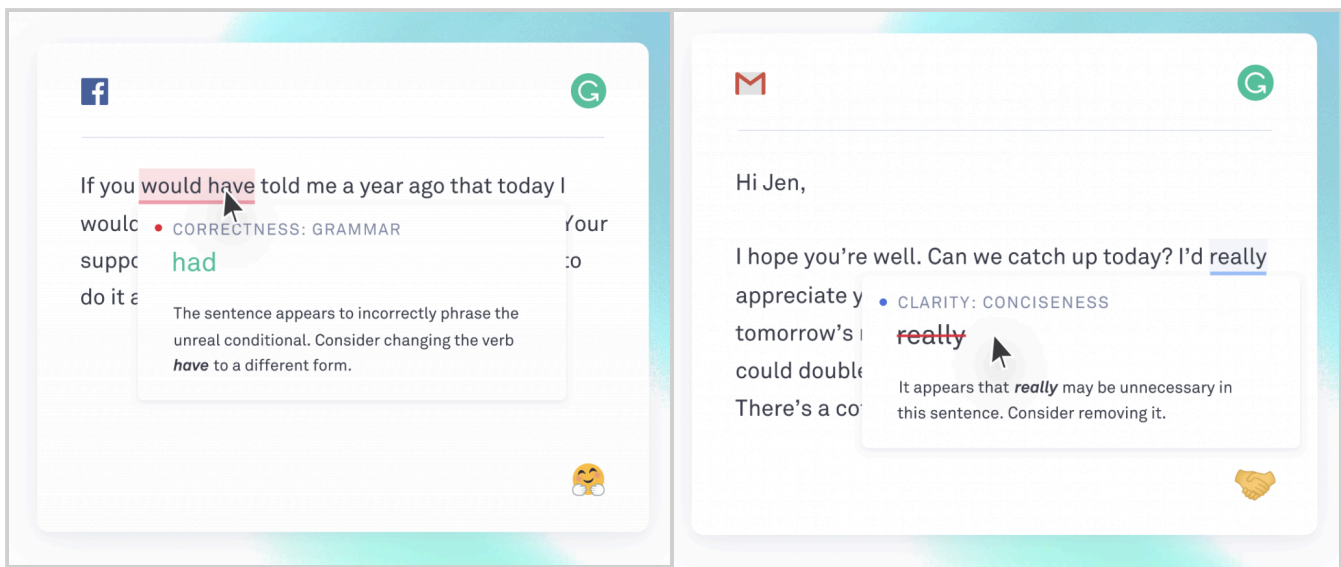 If you would have told me a year ago that today I
would
CORRECTNESS: GRAMMAR
Your
had
to
do it
The sentence appears to incorrectly phrase the
unreal conditional. Consider changing the verb
have to a different form.
Hi Jen,
I hope you’re well. Can we catch up today? I’d really
appreciate
CLARITY: CONCISENESS
tomorrow’s
really
could double
It appears that really may be unnecessary in
There’s a
this sentence. Consider removing it.